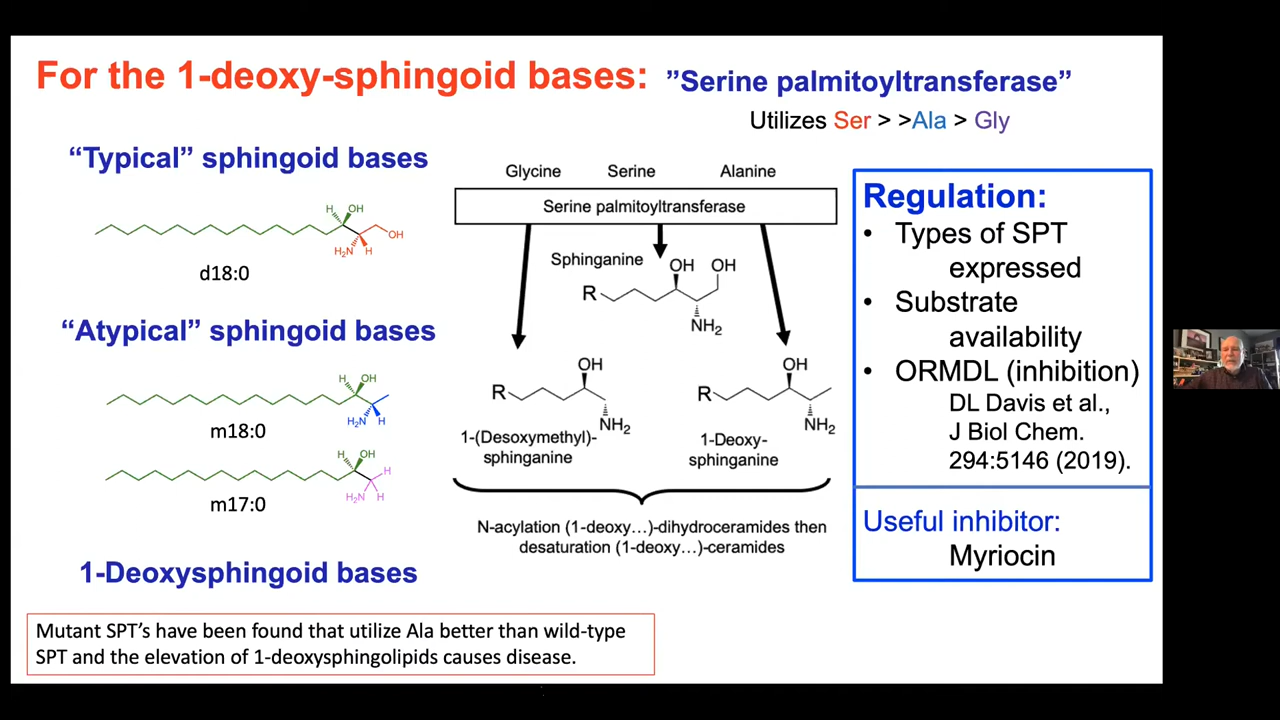 For the 1-deoxy-sphingoid bases:
"Serine palmitoyltransferase"
Utilizes Ser > >Ala > Gly
"Typical" sphingoid bases
H OH
OH
H₂N H
d18:0
"Atypical" sphingoid bases
H OH
H₂N H
m18:0
H OH
H
H₂N H
m17:0
1-Deoxysphingoid bases
Glycine Serine Alanine
Serine palmitoyltransferase
Sphinganine
OH OH
R
NH₂
OH
R
NH₂
1-(Desoxymethyl)-
sphinganine
OH
R
NH₂
1-Deoxy-
sphinganine
N-acylation (1-deoxy…)-dihydroceramides then
desaturation (1-deoxy…)-ceramides
Regulation:
• Types of SPT
expressed
• Substrate
availability
• ORMDL (inhibition)
DL Davis et al.,
J Biol Chem.
294:5146 (2019).
Useful inhibitor:
Myriocin
Mutant SPT's have been found that utilize Ala better than wild-type
SPT and the elevation of 1-deoxysphingolipids causes disease.